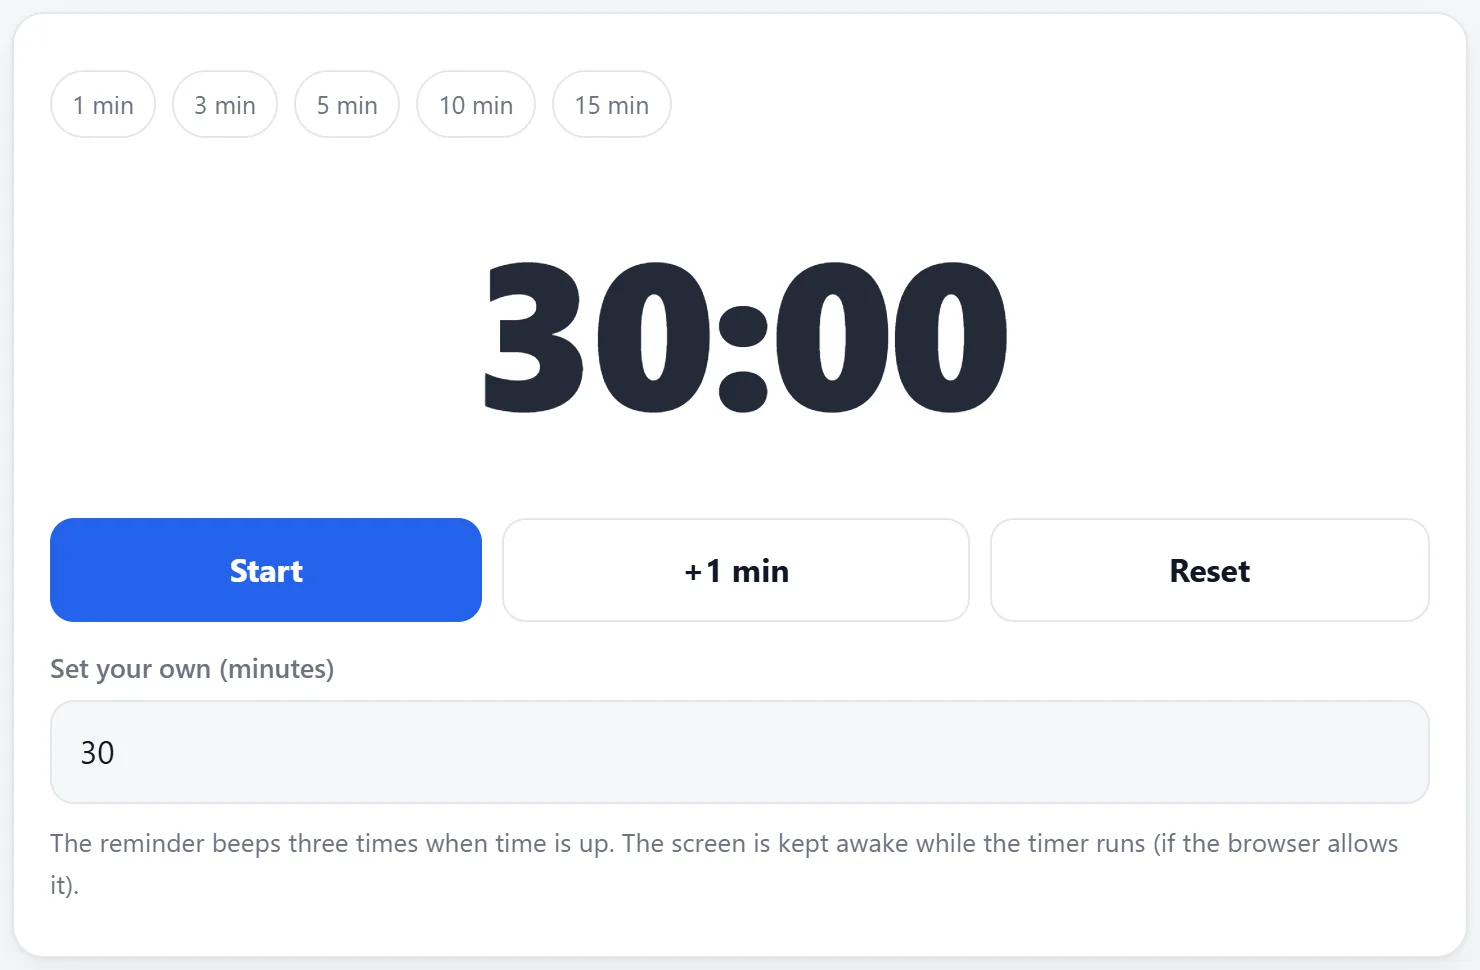 1 min 3 min 5 min 10 min 15 min
30:00
Start +1 min Reset
Set your own (minutes)
30
The reminder beeps three times when time is up. The screen is kept awake while the timer runs (if the browser allows
it).